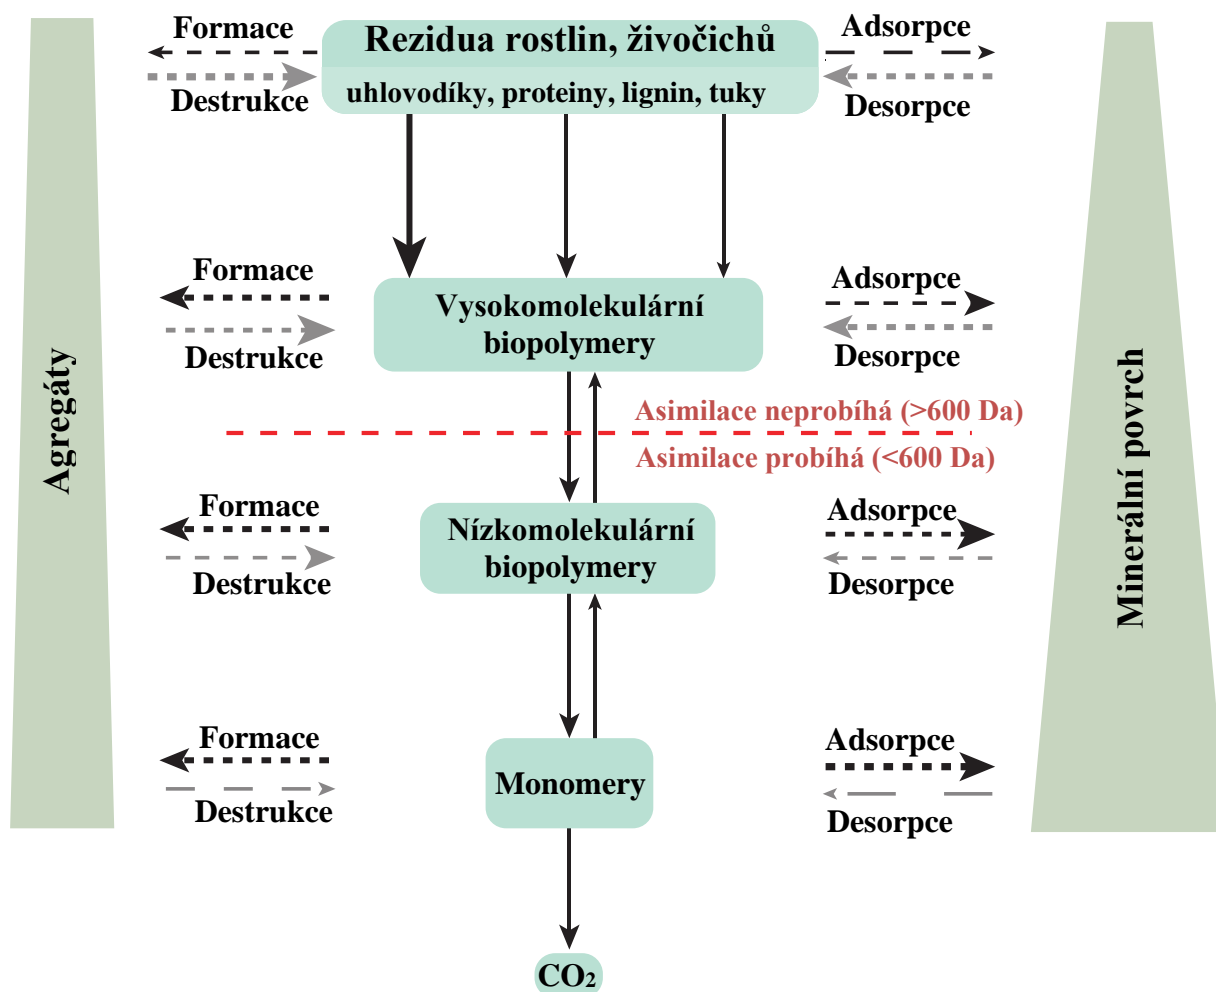 Formace
Rezidua rostlin, živočichů
Adsorpce
Destrukce
uhlovodíky, proteiny, lignin, tuky
Desorpce
Formace
Vysokomolekulární
biopolymery
Adsorpce
Destrukce
Desorpce
Agregáty
Minerální povrch
Asimilace neprobíhá (>600 Da)
Asimilace probíhá (<600 Da)
Formace
Nízkomolekulární
biopolymery
Adsorpce
Destrukce
Desorpce
Formace
Monomery
Adsorpce
Destrukce
Desorpce
CO₂